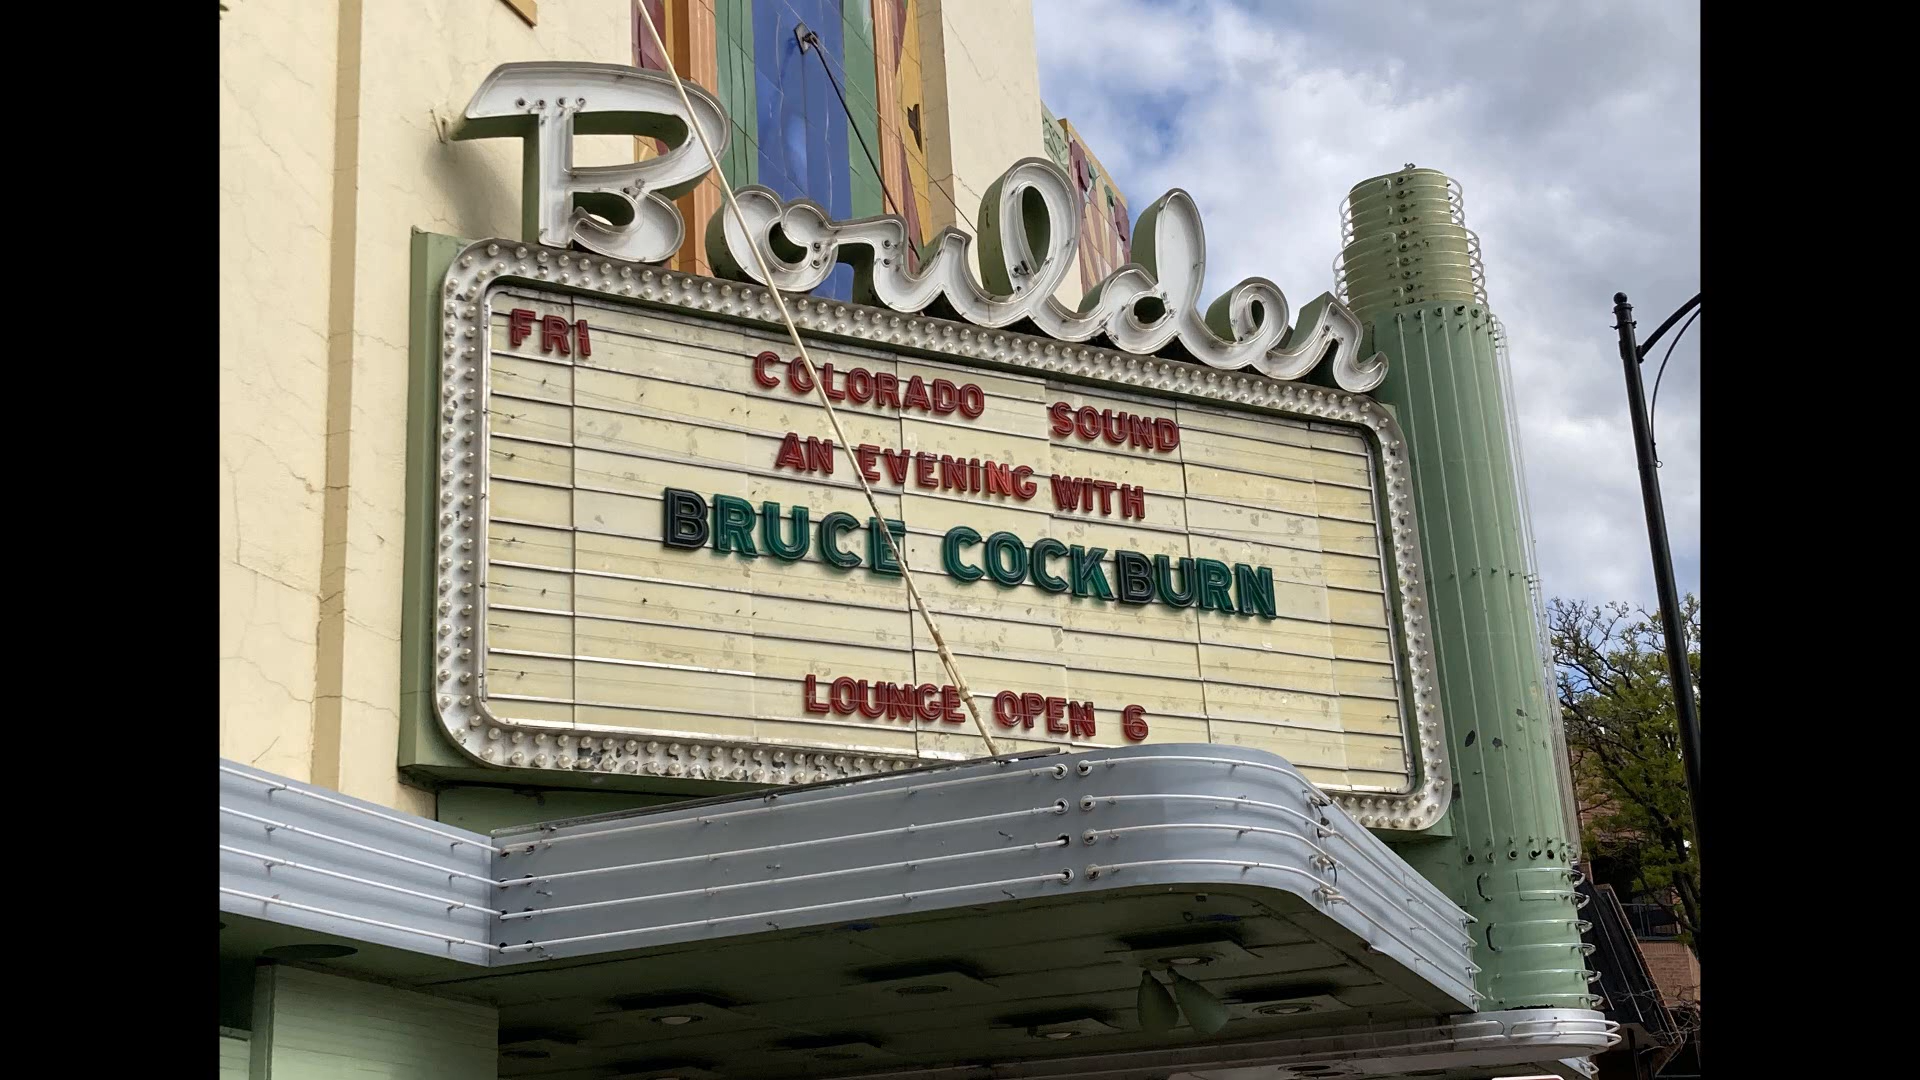 Boulder
FRI
COLORADO SOUND
AN EVENING WITH
BRUCE COCKBURN
LOUNGE OPEN 6